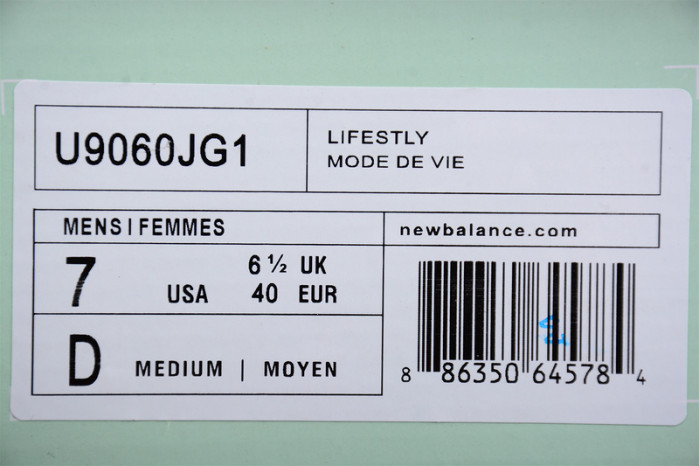 U9060JG1
LIFESTLY
MODE DE VIE
MENS | FEMMES
newbalance.com
7 USA
6 ½ UK
40 EUR
D MEDIUM | MOYEN
8 86350 64578 4